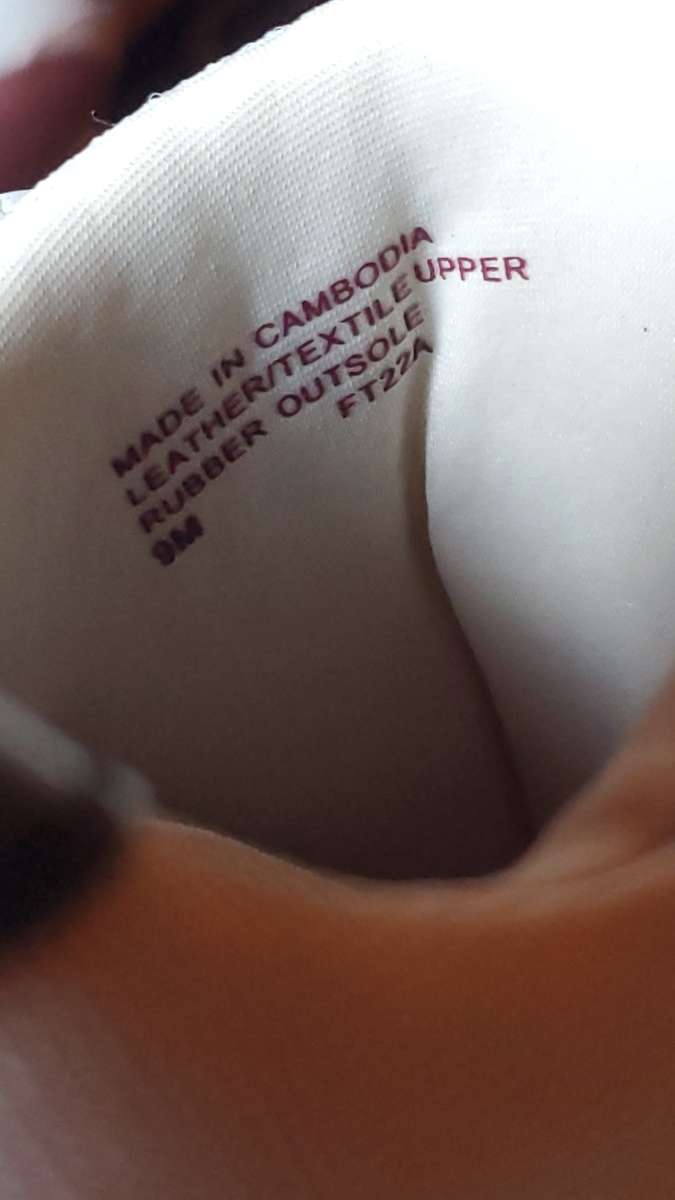 MADE IN CAMBODIA
LEATHER/TEXTILE UPPER
RUBBER OUTSOLE
FT22A
9M